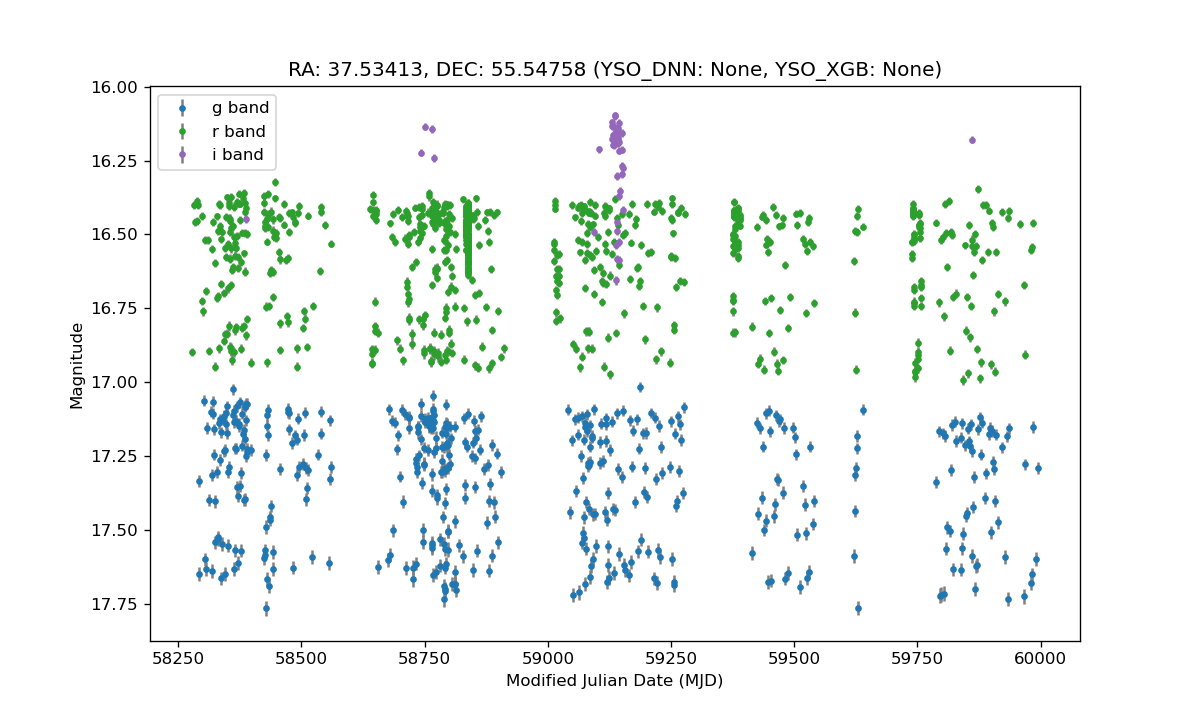 RA: 37.53413, DEC: 55.54758 (YSO_DNN: None, YSO_XGB: None)
g band
r band
i band
16.00
16.25
16.50
16.75
17.00
17.25
17.50
17.75
Magnitude
58250 58500 58750 59000 59250 59500 59750 60000
Modified Julian Date (MJD)